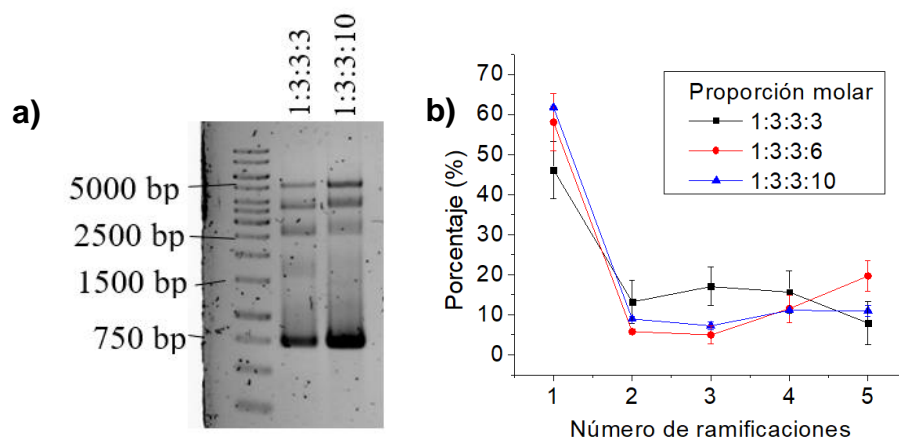 a)
1:3:3:3
1:3:3:10
5000 bp
2500 bp
1500 bp
750 bp
b)
Porcentaje (%)
70
60
50
40
30
20
10
0
Proporción molar
1:3:3:3
1:3:3:6
1:3:3:10
1 2 3 4 5
Número de ramificaciones